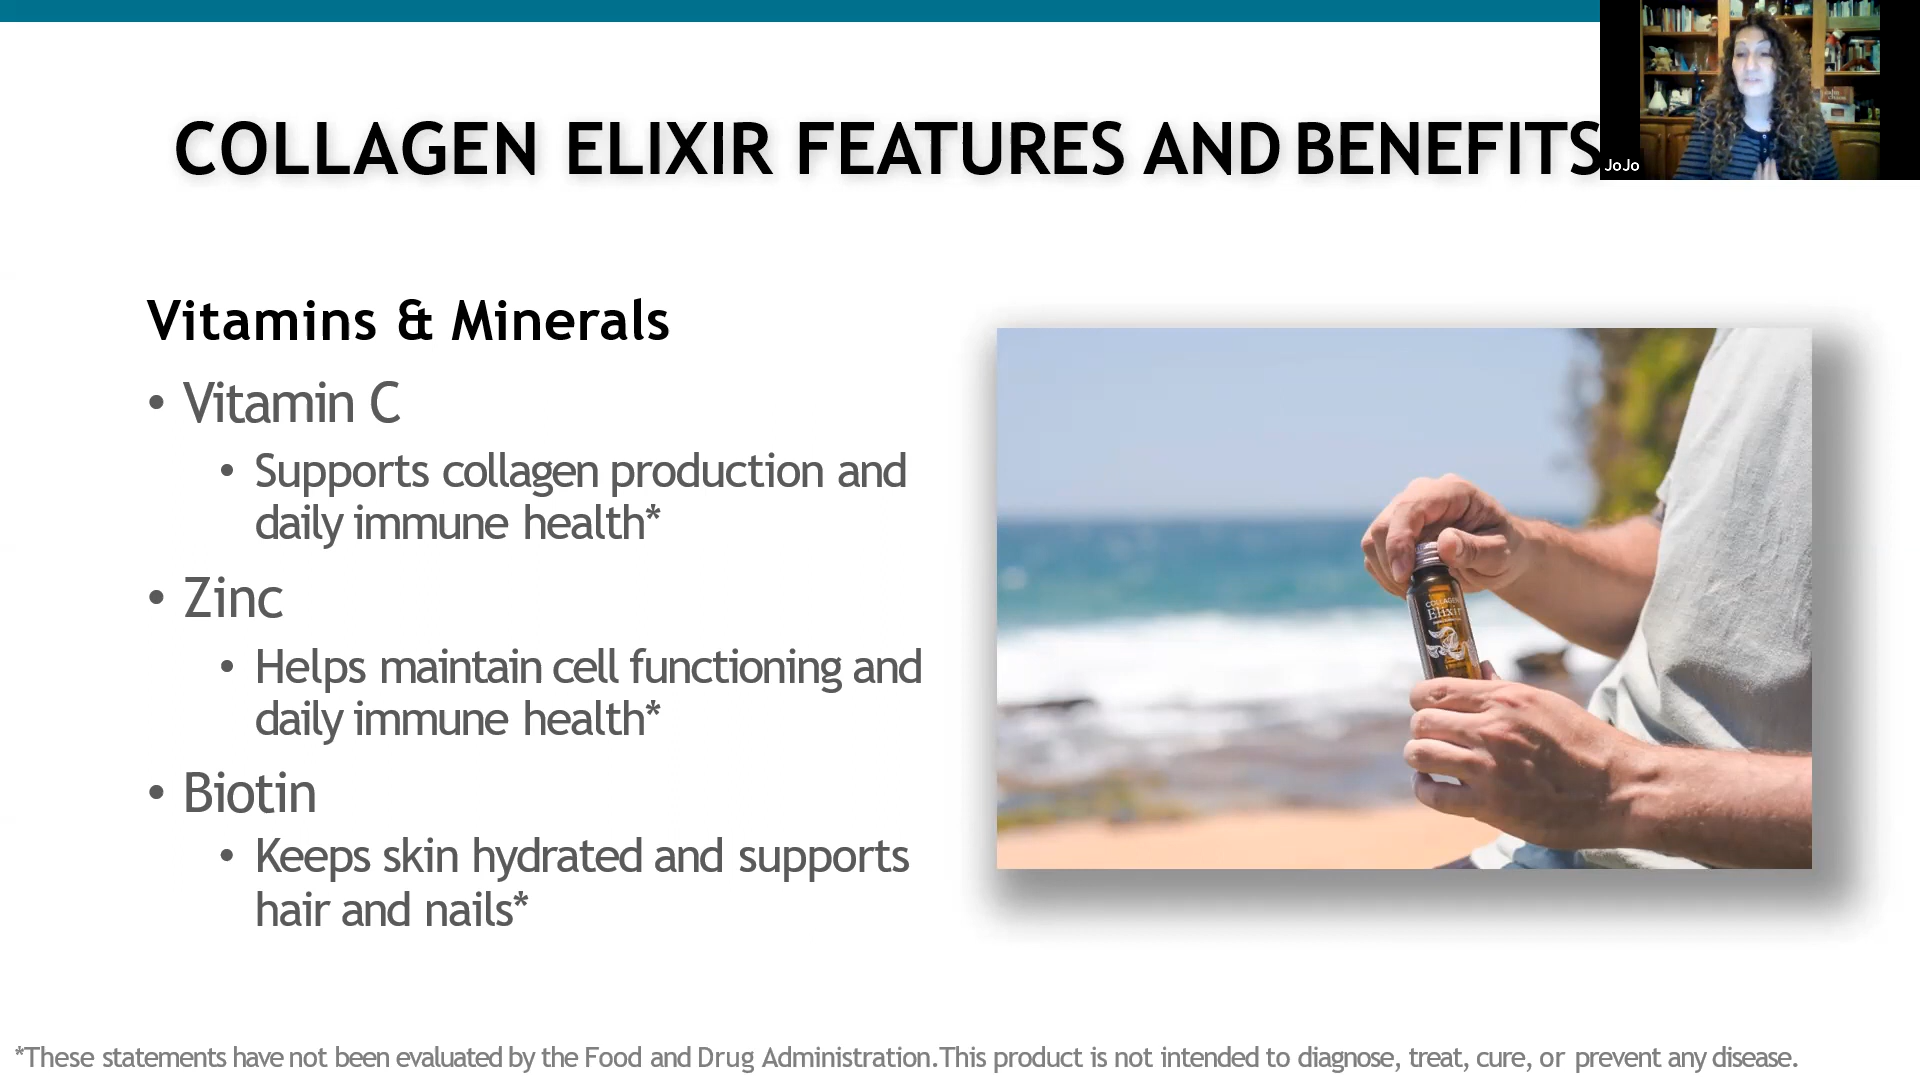 COLLAGEN ELIXIR FEATURES AND BENEFITS
JoJo
Vitamins & Minerals
• Vitamin C
• Supports collagen production and
daily immune health*
• Zinc
• Helps maintain cell functioning and
daily immune health*
• Biotin
• Keeps skin hydrated and supports
hair and nails*
COLLAGEN
Elixir
*These statements have not been evaluated by the Food and Drug Administration. This product is not intended to diagnose, treat, cure, or prevent any disease.